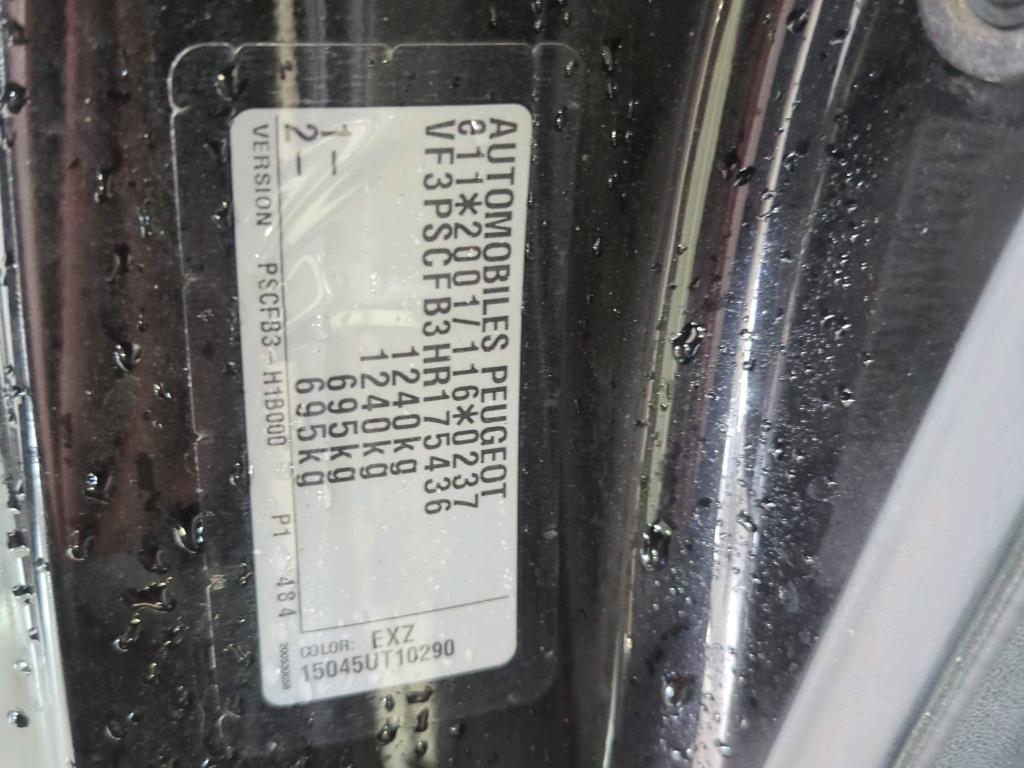 AUTOMOBILES PEUGEOT
e11*2001/116*0237
VF3PSCFB3HR175436
1240kg
1240kg
1- 695kg
2- 695kg
VERSION PSCFB3-H1B000 P1 484
COLOR: EXZ
15045UT10290